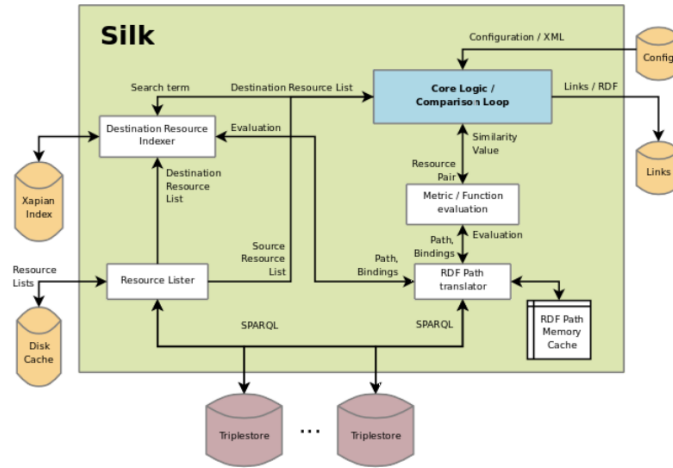 Silk
Configuration / XML
Config
Search term
Destination Resource List
Core Logic /
Comparison Loop
Links / RDF
Destination Resource
Indexer
Evaluation
Similarity
Value
Destination
Resource
List
Resource
Pair
Xapian
Index
Links
Metric / Function
evaluation
Source
Resource
List
Path,
Bindings
Evaluation
Path,
Bindings
Resource
Lists
Resource Lister
RDF Path
translator
SPARQL
SPARQL
RDF Path
Memory
Cache
Disk
Cache
Triplestore
...
Triplestore